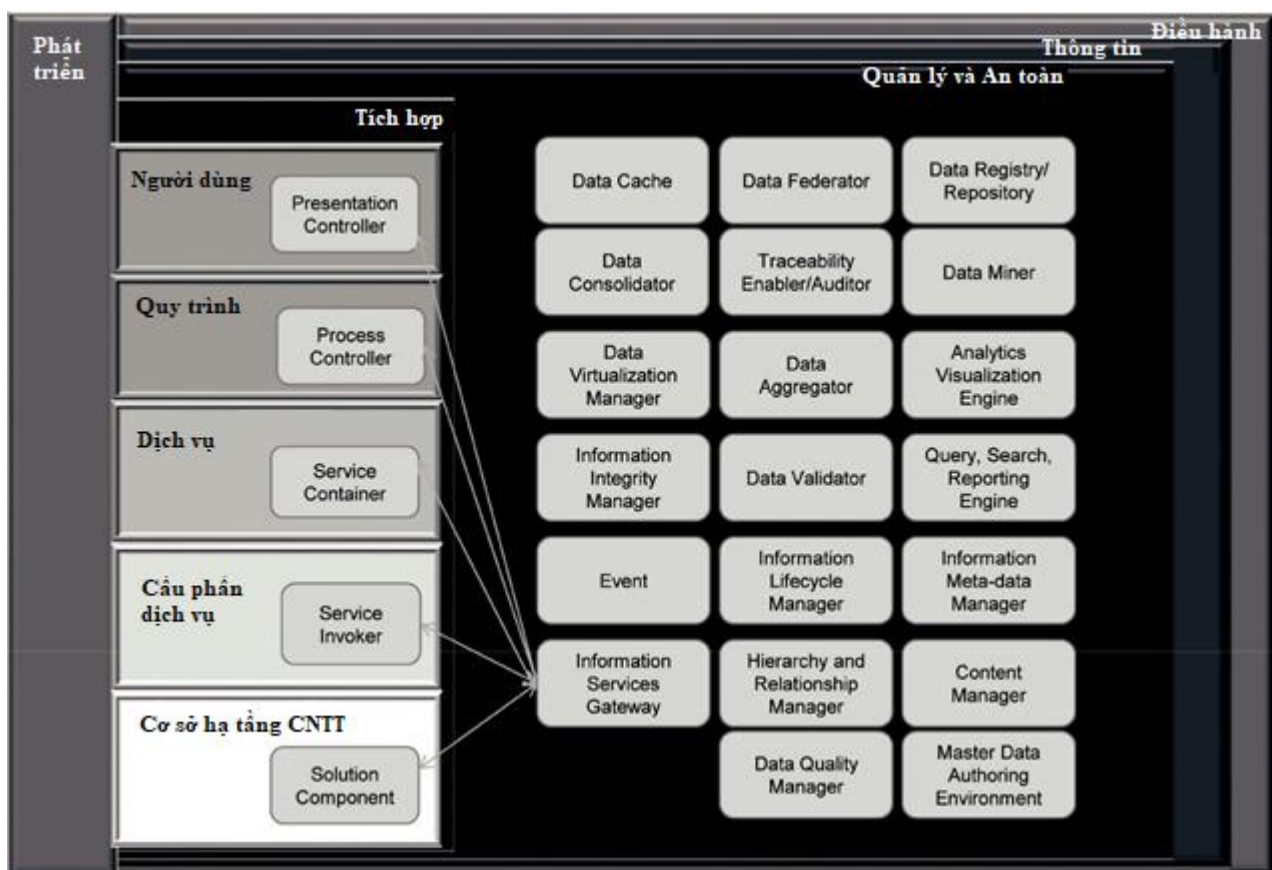 Điều hành
Phát
triển
Thông tin
Quản lý và An toàn
Tích hợp
Người dùng
Presentation
Controller
Quy trình
Process
Controller
Dịch vụ
Service
Container
Cấu phần
dịch vụ
Service
Invoker
Cơ sở hạ tầng CNTT
Solution
Component
Data Cache
Data Federator
Data Registry/
Repository
Data
Consolidator
Traceability
Enabler/Auditor
Data Miner
Data
Virtualization
Manager
Data
Aggregator
Analytics
Visualization
Engine
Information
Integrity
Manager
Data Validator
Query, Search,
Reporting
Engine
Event
Information
Lifecycle
Manager
Information
Meta-data
Manager
Information
Services
Gateway
Hierarchy and
Relationship
Manager
Content
Manager
Data Quality
Manager
Master Data
Authoring
Environment